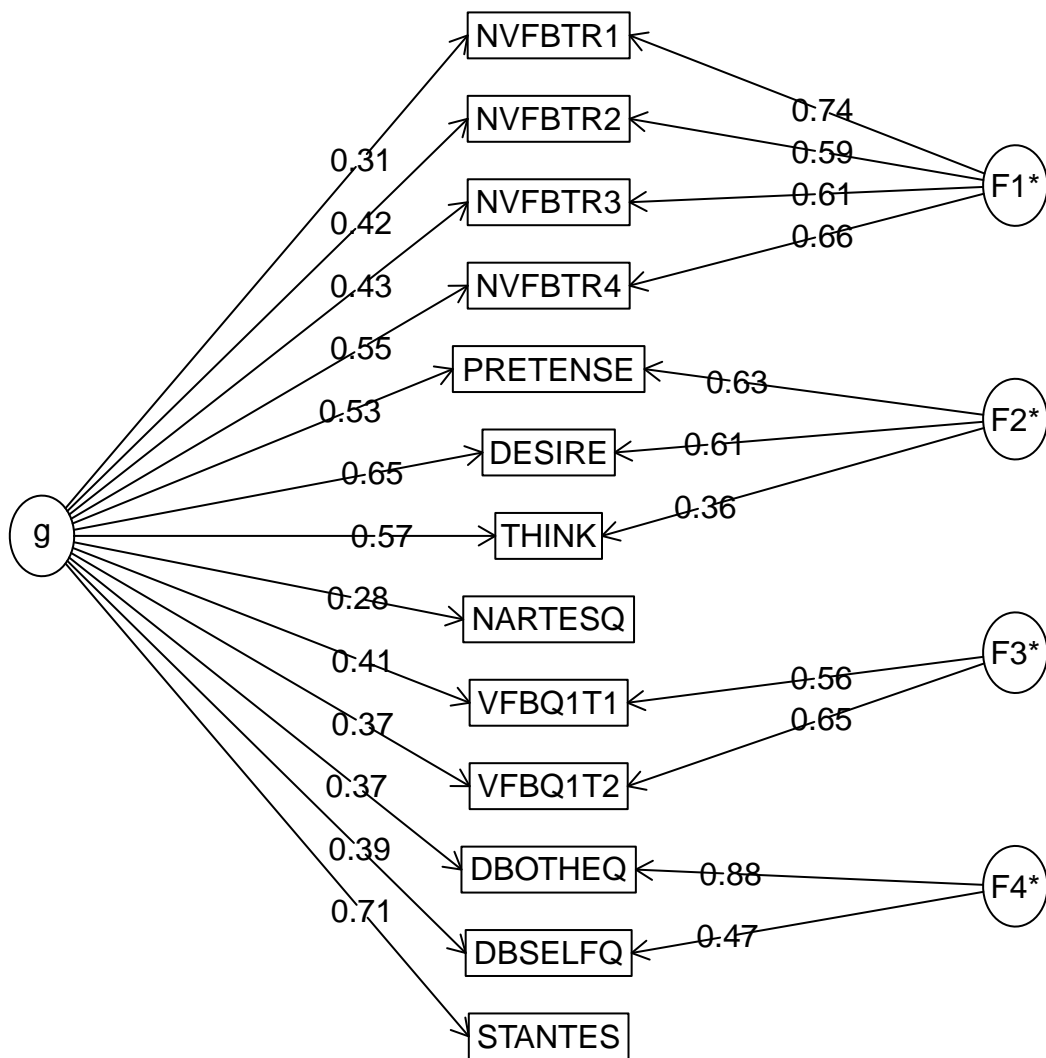 NVFBTR1
0.74
NVFBTR2
0.59
0.31
NVFBTR3
0.61
F1*
0.42
0.66
NVFBTR4
0.43
0.55
PRETENSE
0.63
0.53
F2*
DESIRE
0.61
0.65
0.36
g
0.57
THINK
0.28
NARTESQ
F3*
0.41
0.56
VFBQ1T1
0.65
0.37
VFBQ1T2
0.37
0.39
DBOTHEQ
0.88
F4*
0.71
0.47
DBSELFQ
STANTES